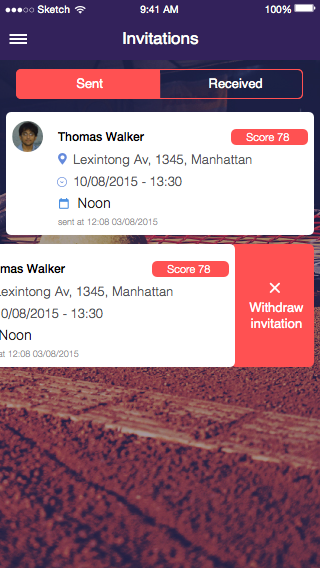 Sketch 9:41 AM 100%
Invitations
Sent Received
Thomas Walker Score 78
Lexintong Av, 1345, Manhattan
10/08/2015 - 13:30
Noon
sent at 12:08 03/08/2015
mas Walker Score 78
exintong Av, 1345, Manhattan
0/08/2015 - 13:30
Noon
at 12:08 03/08/2015
Withdraw
invitation